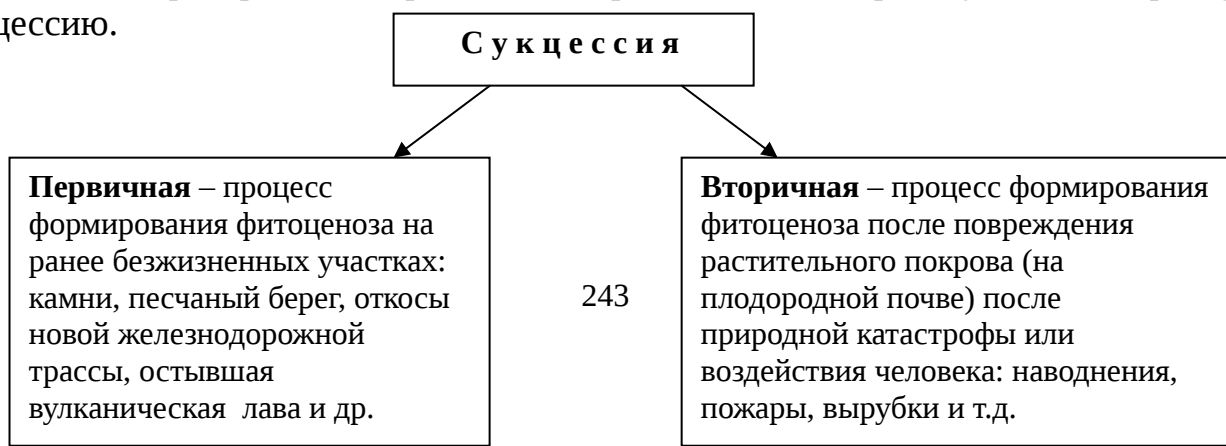 цессию.
С у к ц е с с и я
Первичная – процесс
формирования фитоценоза на
ранее безжизненных участках:
камни, песчаный берег, откосы
новой железнодорожной
трассы, остывшая
вулканическая лава и др.
243
Вторичная – процесс формирования
фитоценоза после повреждения
растительного покрова (на
плодородной почве) после
природной катастрофы или
воздействия человека: наводнения,
пожары, вырубки и т.д.